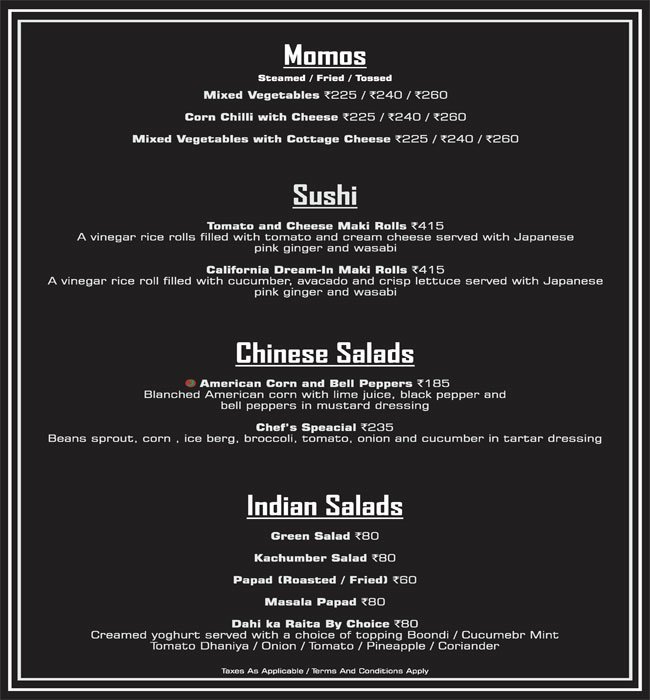 Momos
Steamed / Fried / Tossed
Mixed Vegetables ₹225 / ₹240 / ₹260
Corn Chilli with Cheese ₹225 / ₹240 / ₹260
Mixed Vegetables with Cottage Cheese ₹225 / ₹240 / ₹260
Sushi
Tomato and Cheese Maki Rolls ₹415
A vinegar rice rolls filled with tomato and cream cheese served with Japanese
pink ginger and wasabi
California Dream-In Maki Rolls ₹415
A vinegar rice roll filled with cucumber, avacado and crisp lettuce served with Japanese
pink ginger and wasabi
Chinese Salads
American Corn and Bell Peppers ₹185
Blanched American corn with lime juice, black pepper and
bell peppers in mustard dressing
Chef's Speacial ₹235
Beans sprout, corn , ice berg, broccoli, tomato, onion and cucumber in tartar dressing
Indian Salads
Green Salad ₹80
Kachumber Salad ₹80
Papad (Roasted / Fried) ₹60
Masala Papad ₹80
Dahi ka Raita By Choice ₹80
Creamed yoghurt served with a choice of topping Boondi / Cucumebr Mint
Tomato Dhaniya / Onion / Tomato / Pineapple / Coriander
Taxes As Applicable / Terms And Conditions Apply